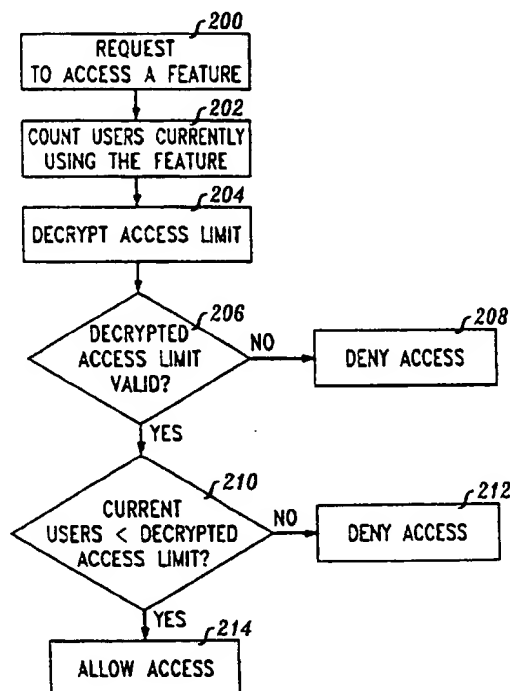 200
REQUEST
TO ACCESS A FEATURE
202
COUNT USERS CURRENTLY
USING THE FEATURE
204
DECRYPT ACCESS LIMIT
206
DECRYPTED
ACCESS LIMIT
VALID?
NO
208
DENY ACCESS
YES
210
CURRENT
USERS < DECRYPTED
ACCESS LIMIT?
NO
212
DENY ACCESS
YES
214
ALLOW ACCESS